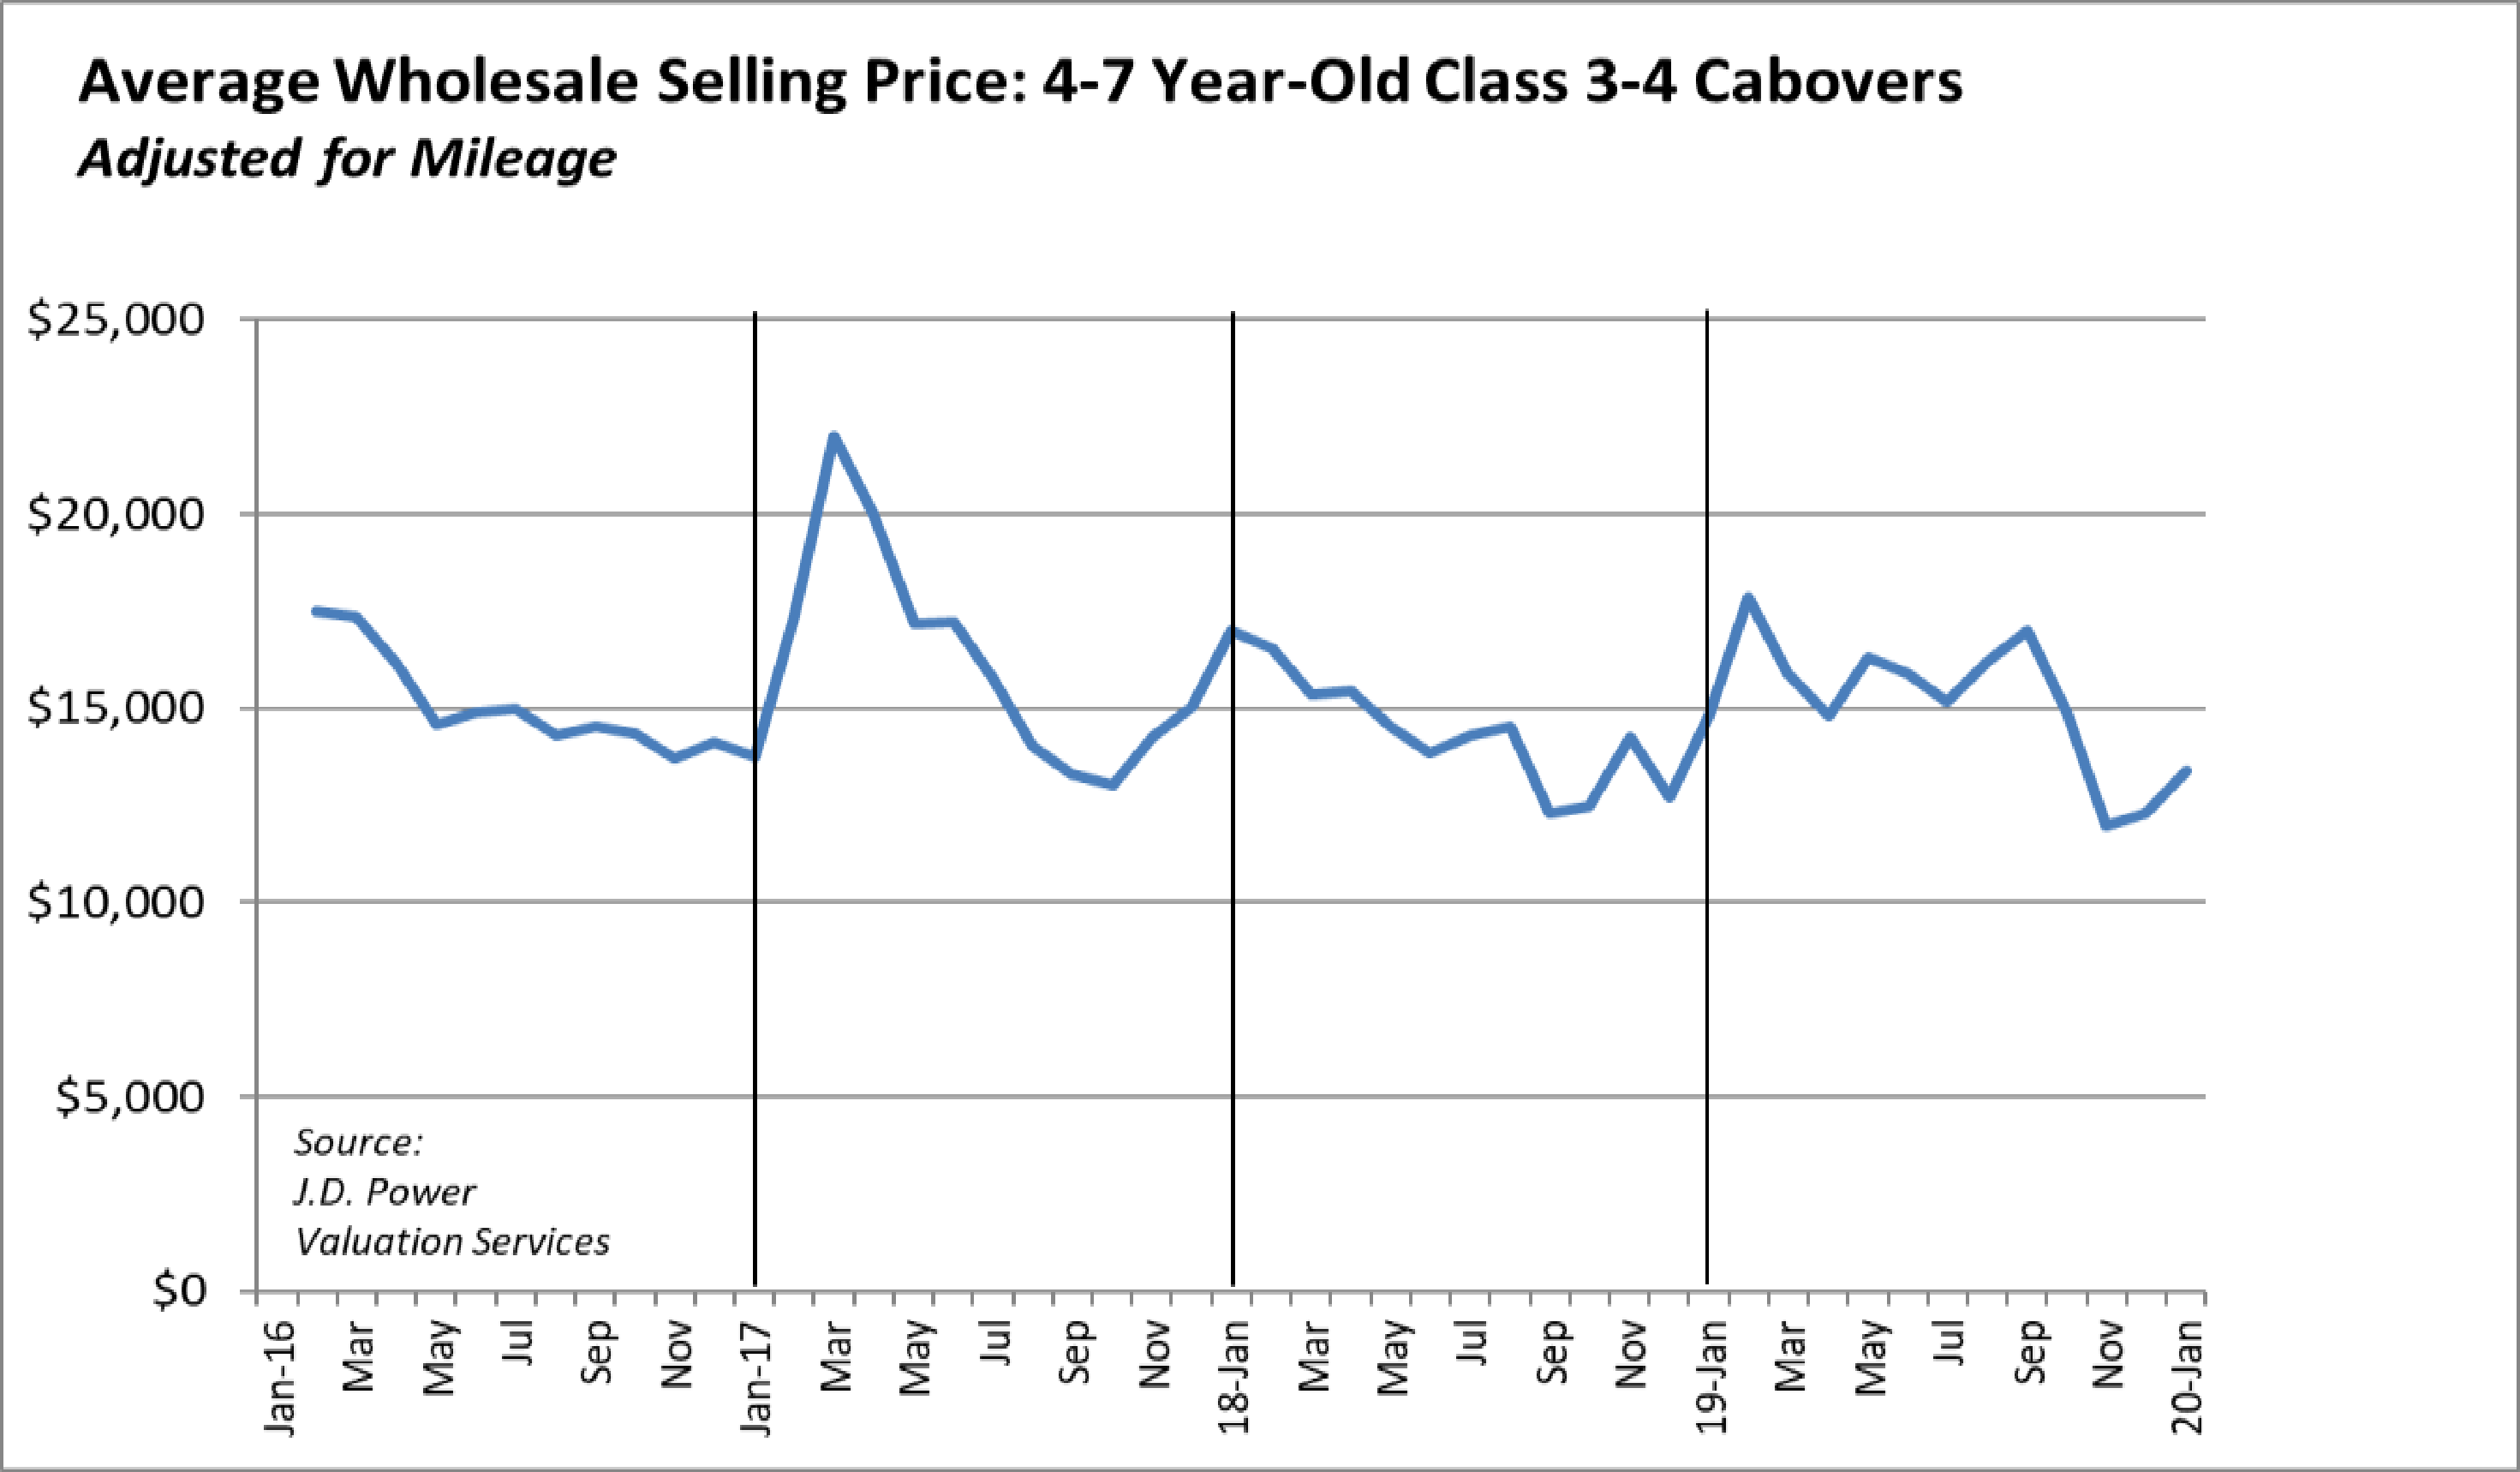 Average Wholesale Selling Price: 4-7 Year-Old Class 3-4 Cabovers
Adjusted for Mileage
$25,000
$20,000
$15,000
$10,000
$5,000
$0
Source:
J.D. Power
Valuation Services
Jan-16
Mar
May
Jul
Sep
Nov
Jan-17
Mar
May
Jul
Sep
Nov
18-Jan
Mar
May
Jul
Sep
Nov
19-Jan
Mar
May
Jul
Sep
Nov
20-Jan